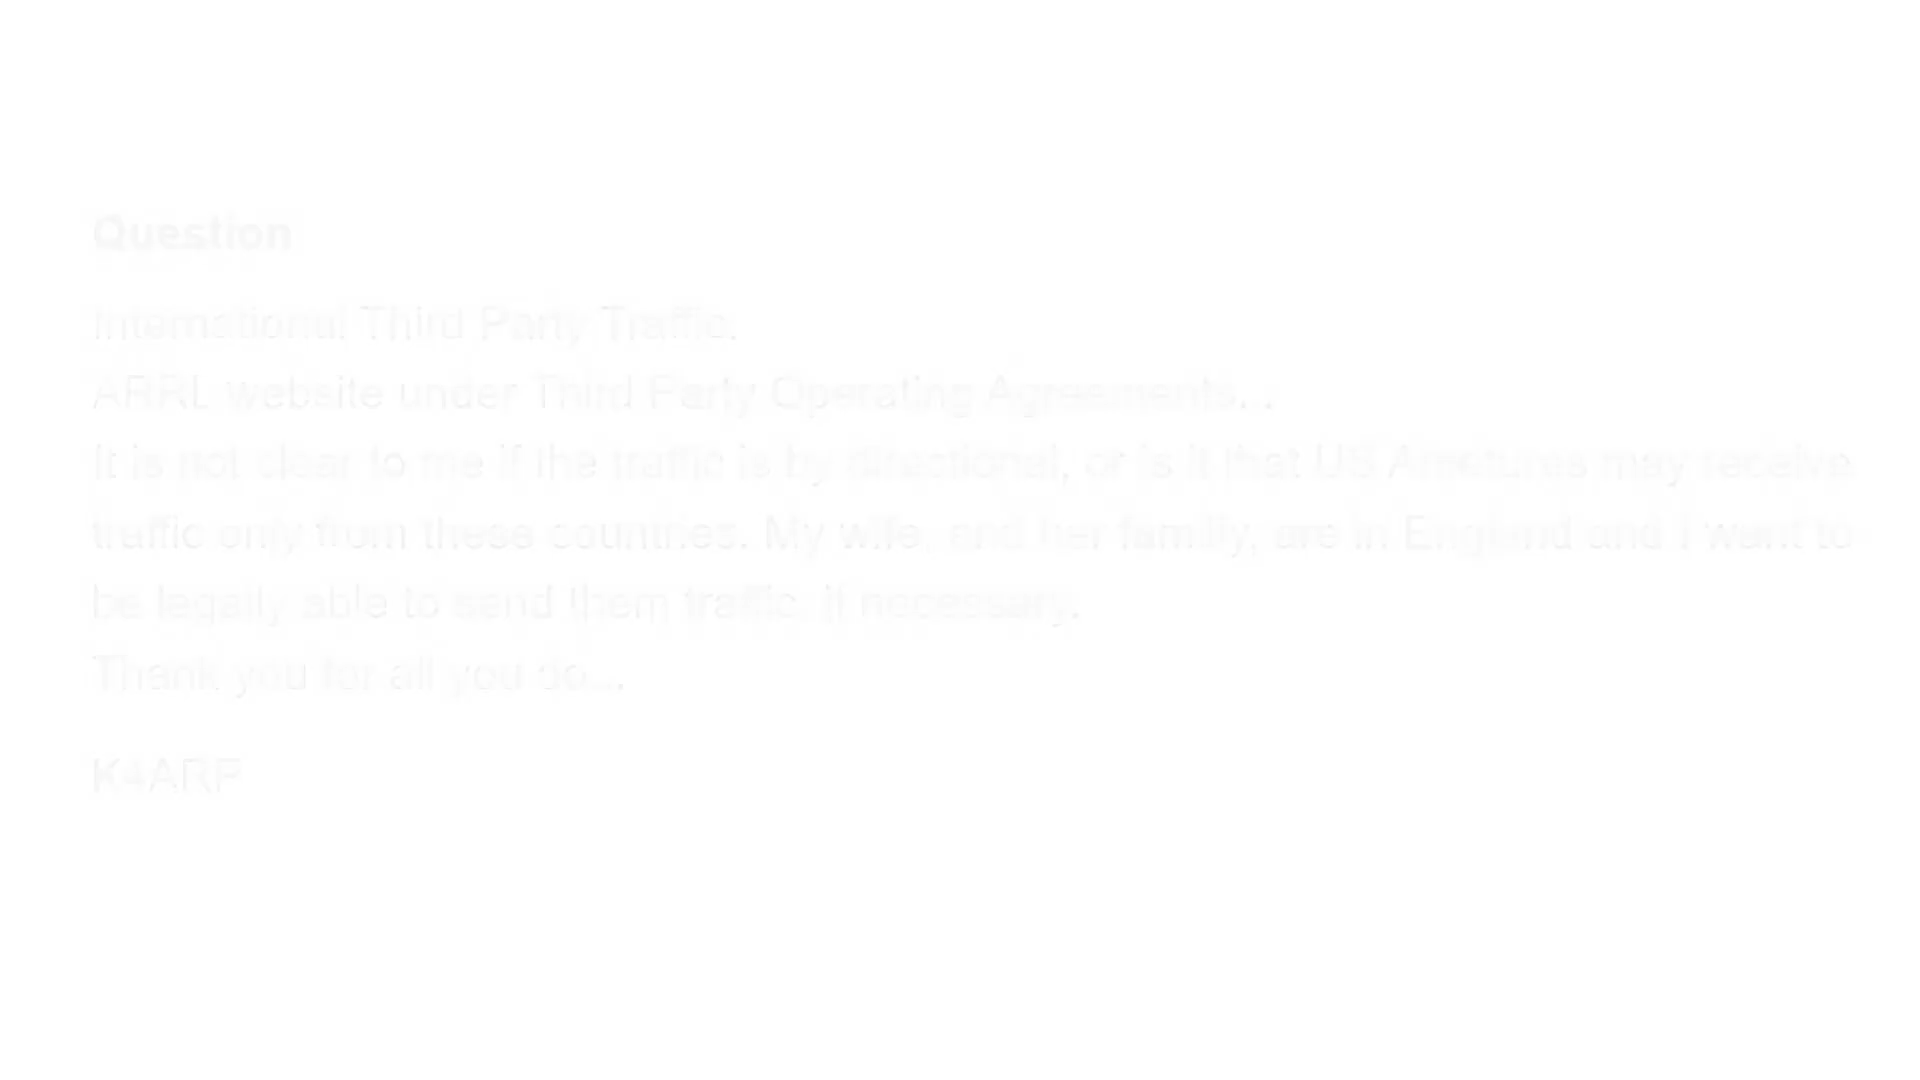 Question
International Third Party Traffic.
ARRL website under Third Party Operating Agreements. .
It is not clear to me if the traffic is by directional, or is it that US Amatures may receive
traffic only from these countries. My wife, and her family, are in England and I want to
be legally able to send them traffic, if necessary.
Thank you for all you do...
K4ARP